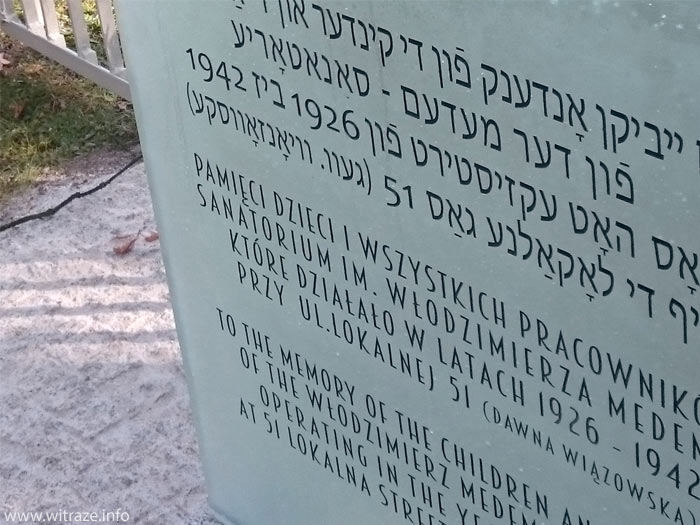 ייביקן אָנדענק פֿון די קינדער און
פֿון דער מעדעם - סאַנאַטאָריע
האָט עקזיסטירט פֿון 1926 ביז 1942
די לאָקאַלנע גאַס 51 (געוו. וויאָנזאָווסקע)
PAMIĘCI DZIECI I WSZYSTKICH PRACOWNIKÓ
SANATORIUM IM. WŁODZIMIERZA MEDEM
KTÓRE DZIAŁAŁO W LATACH 1926 - 1942
PRZY UL.LOKALNEJ 51 (DAWNA WIĄZOWSKA
TO THE MEMORY OF THE CHILDREN AN
OF THE WŁODZIMIERZ MEDEM
OPERATING IN THE YE
AT 51 LOKALNA STREET
www.witraze.info